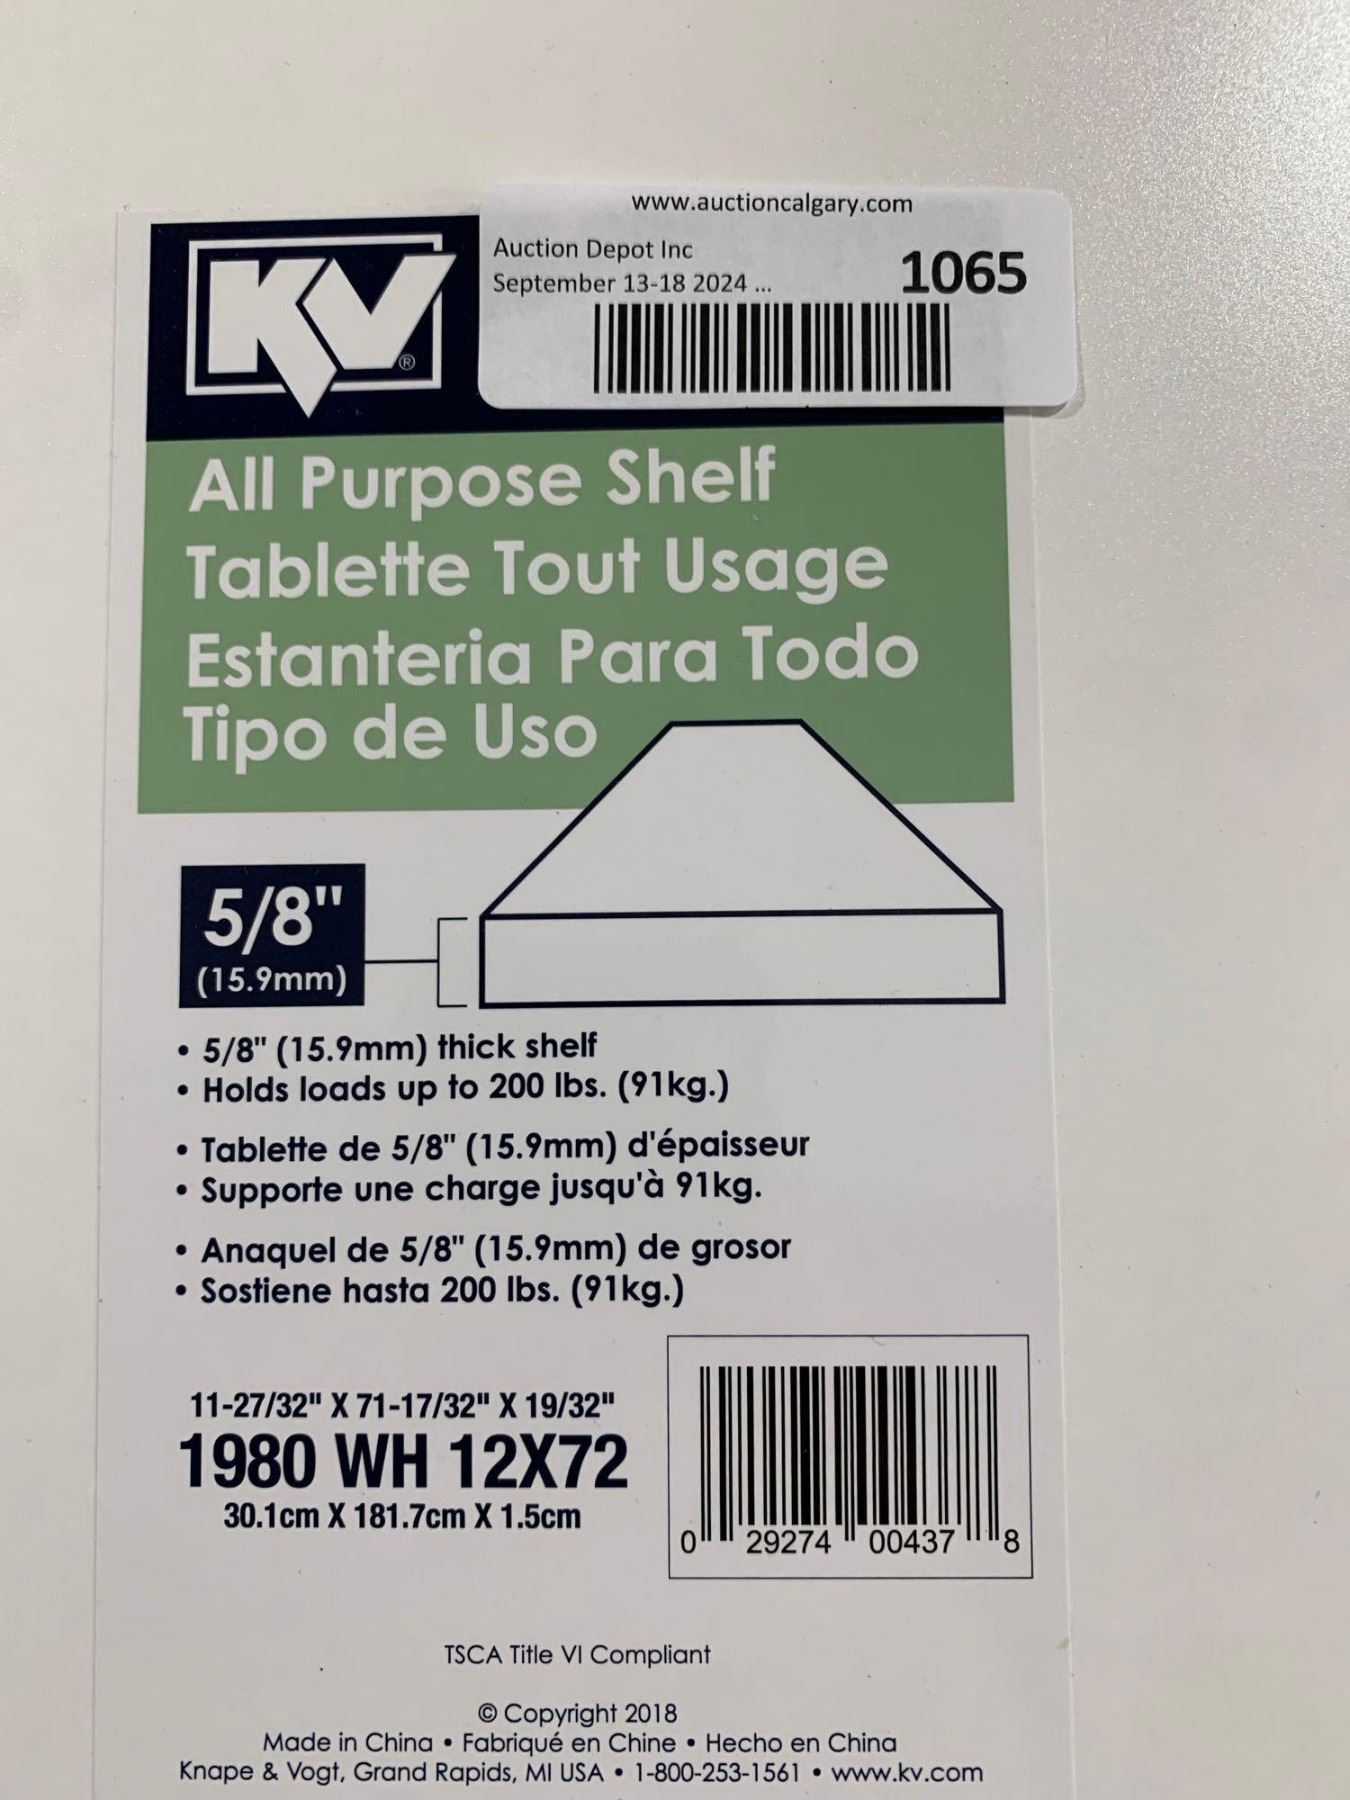 www.auctioncalgary.com
Auction Depot Inc
September 13-18 2024 ...
1065
KV®
All Purpose Shelf
Tablette Tout Usage
Estanteria Para Todo
Tipo de Uso
5/8"
(15.9mm)
• 5/8" (15.9mm) thick shelf
• Holds loads up to 200 lbs. (91kg.)
• Tablette de 5/8" (15.9mm) d'épaisseur
• Supporte une charge jusqu'à 91kg.
• Anaquel de 5/8" (15.9mm) de grosor
• Sostiene hasta 200 lbs. (91kg.)
11-27/32" X 71-17/32" X 19/32"
1980 WH 12X72
30.1cm X 181.7cm X 1.5cm
0 29274 00437 8
TSCA Title VI Compliant
© Copyright 2018
Made in China • Fabriqué en Chine • Hecho en China
Knape & Vogt, Grand Rapids, MI USA • 1-800-253-1561 • www.kv.com